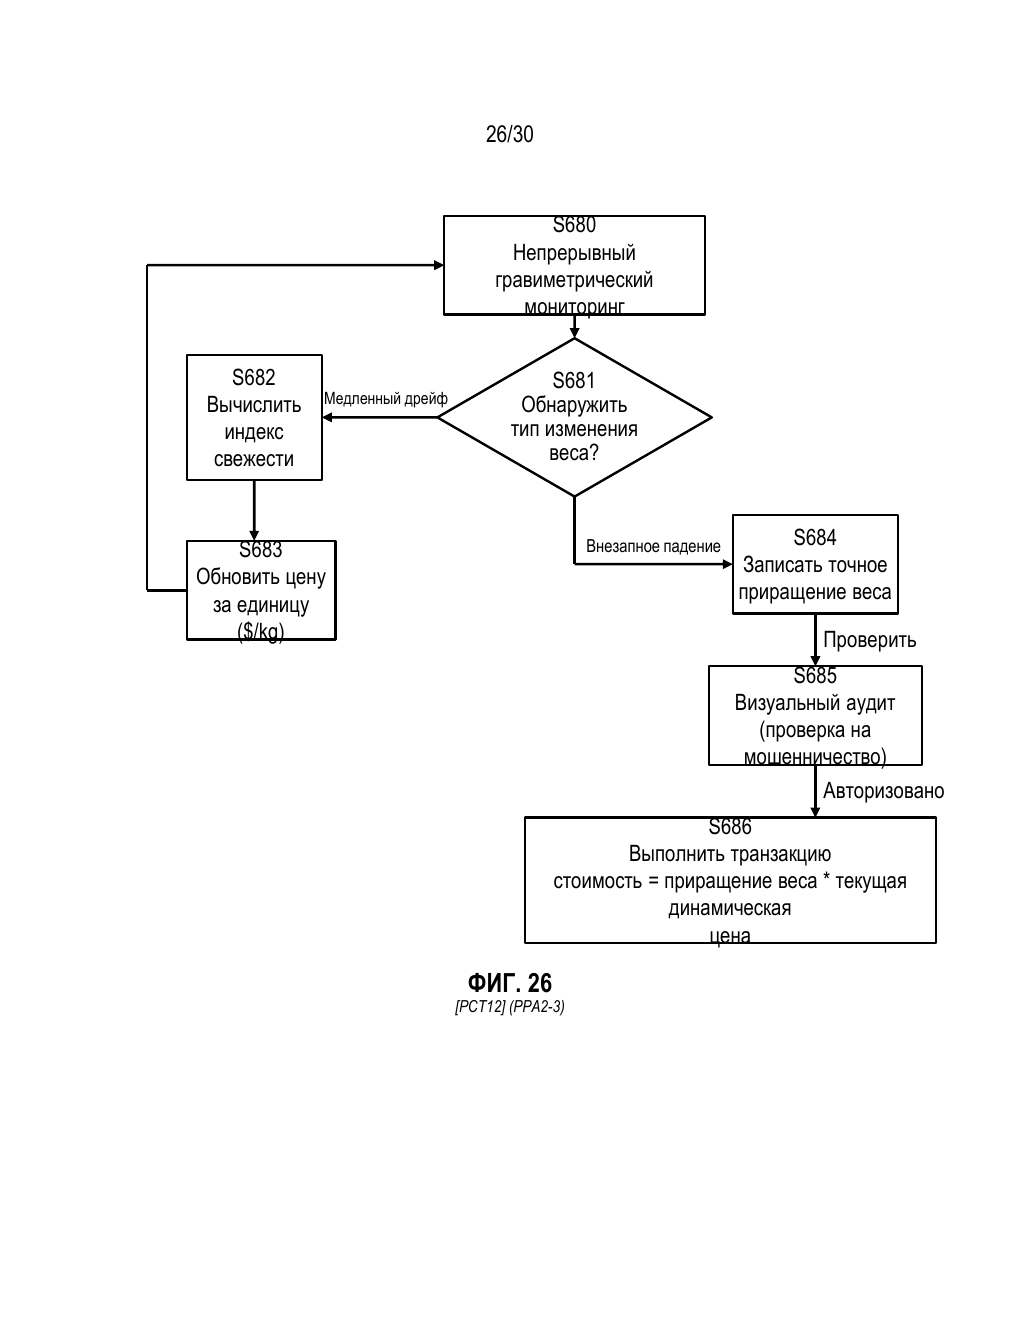 26/30
S680
Непрерывный
гравиметрический
мониторинг
S681
Обнаружить
тип изменения
веса?
Медленный дрейф
S682
Вычислить
индекс
свежести
S683
Обновить цену
за единицу
($/kg)
Внезапное падение
S684
Записать точное
приращение веса
Проверить
S685
Визуальный аудит
(проверка на
мошенничество)
Авторизовано
S686
Выполнить транзакцию
стоимость = приращение веса * текущая
динамическая
цена
ФИГ. 26
[PCT12] (PPA2-3)